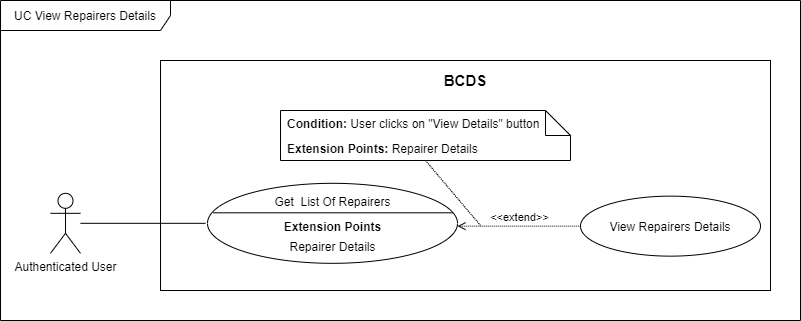 UC View Repairers Details
BCDS
Condition: User clicks on "View Details" button
Extension Points: Repairer Details
Get List Of Repairers
Extension Points
Repairer Details
<<extend>>
View Repairers Details
Authenticated User